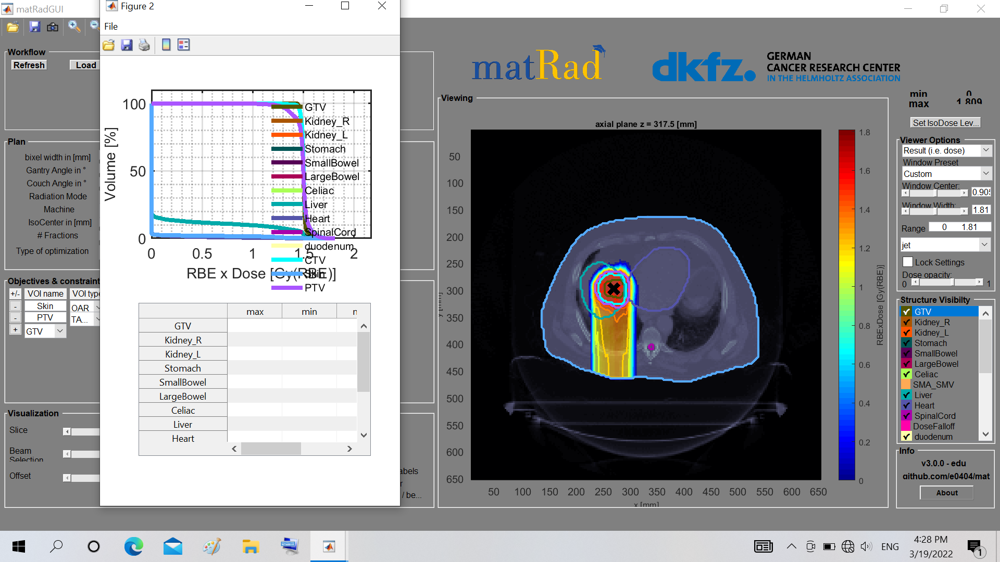 matRadGUI
Figure 2
File
Workflow
Refresh
Load
Plan
bixel width in [mm]
Gantry Angle in °
Couch Angle in °
Radiation Mode
Machine
IsoCenter in [mm]
# Fractions
Type of optimization
Objectives & constraint
+/- VOI name VOI type
- Skin OAR
- PTV TA...
+ GTV
Visualization
Slice
Beam
Selection
Offset
100
50
0
Volume [%]
0 0.5 1 1.5 2
RBE x Dose [Gy(RBE)]
GTV
Kidney_R
Kidney_L
Stomach
SmallBowel
LargeBowel
Celiac
Liver
Heart
SpinalCord
duodenum
CTV
Skin
PTV
max min
GTV
Kidney_R
Kidney_L
Stomach
SmallBowel
LargeBowel
Celiac
Liver
Heart
abels
r
/ be...
matRad
dkfz.
GERMAN
CANCER RESEARCH CENTER
IN THE HELMHOLTZ ASSOCIATION
Viewing
axial plane z = 317.5 [mm]
50
100
150
200
250
300
350
400
450
500
550
600
650
y [mm]
50 100 150 200 250 300 350 400 450 500 550 600 650
x [mm]
1.8
1.6
1.4
1.2
1
0.8
0.6
0.4
0.2
0
RBExDose [Gy(RBE)]
min 0
max 1.809
Set IsoDose Lev...
Viewer Options
Result (i.e. dose)
Window Preset
Custom
Window Center:
0.905
Window Width:
1.81
Range 0 1.81
jet
Lock Settings
Dose opacity:
0 1
Structure Visibilty
GTV
Kidney_R
Kidney_L
Stomach
SmallBowel
LargeBowel
Celiac
SMA_SMV
Liver
Heart
SpinalCord
DoseFalloff
duodenum
Info
v3.0.0 - edu
github.com/e0404/mat
About
ENG
4:28 PM
3/19/2022
1